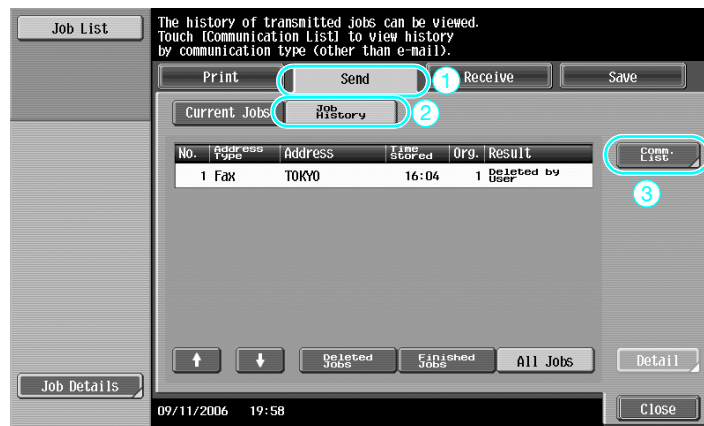 Job List
The history of transmitted jobs can be viewed.
Touch [Communication List] to view history
by communication type (other than e-mail).
Print
Send
1
Receive
Save
Current Jobs
Job
History
2
No. Address Type Address Time Stored Org. Result
Comm.
List
1 Fax TOKYO 16:04 1 Deleted by User
3
Deleted
Jobs
Finished
Jobs
All Jobs
Detail
Job Details
09/11/2006 19:58
Close